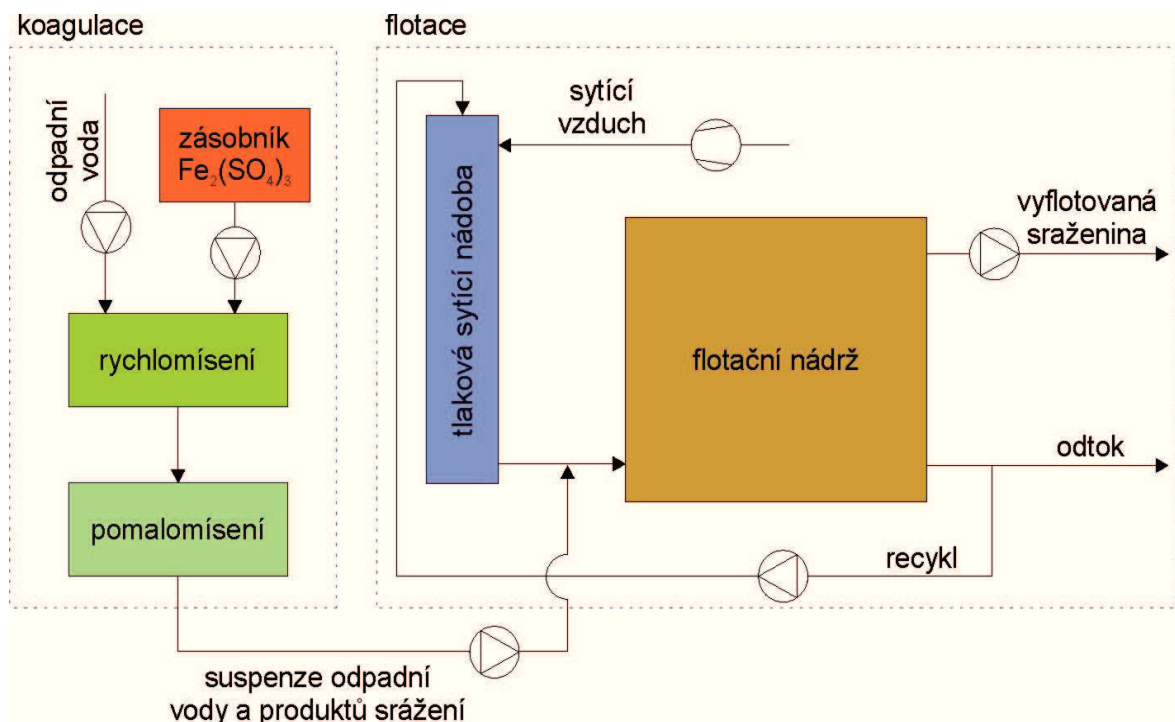 koagulace
flotace
odpadní
voda
zásobník
Fe₂(SO₄)₃
sytící
vzduch
tlaková sytící nádoba
vyflotovaná
sraženina
rychlomísení
flotační nádrž
odtok
pomalomísení
recykl
suspenze odpadní
vody a produktů srážení